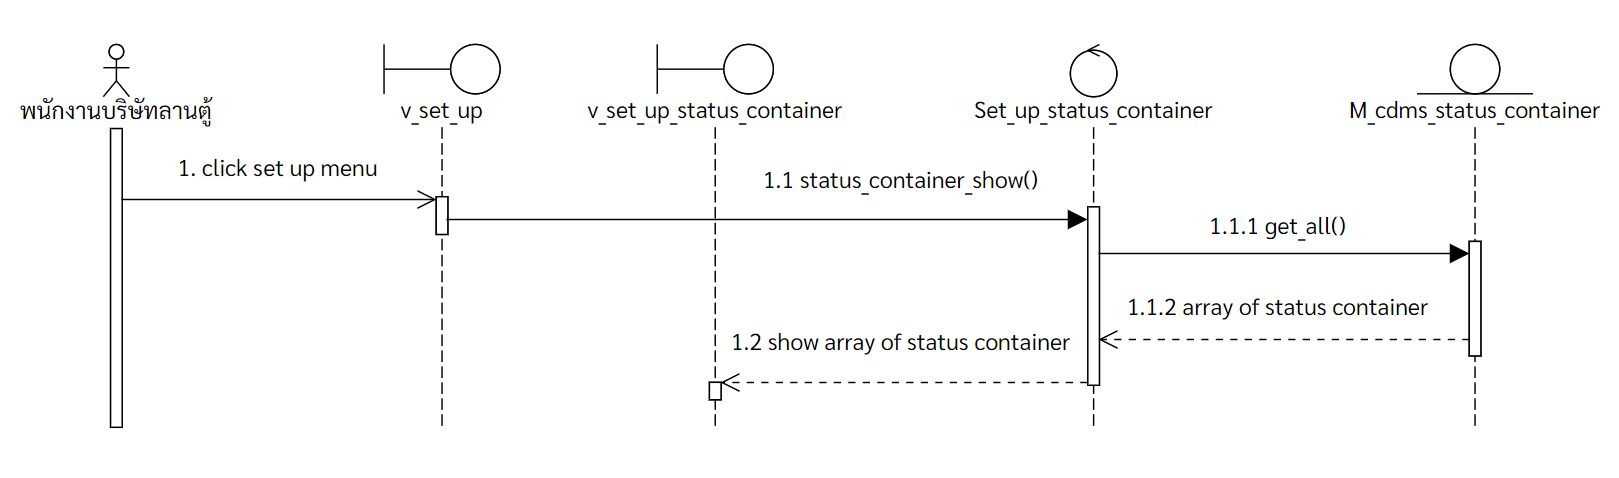 พนักงานบริษัทลานตู้
v_set_up
v_set_up_status_container
Set_up_status_container
M_cdms_status_container
1. click set up menu
1.1 status_container_show()
1.1.1 get_all()
1.1.2 array of status container
1.2 show array of status container